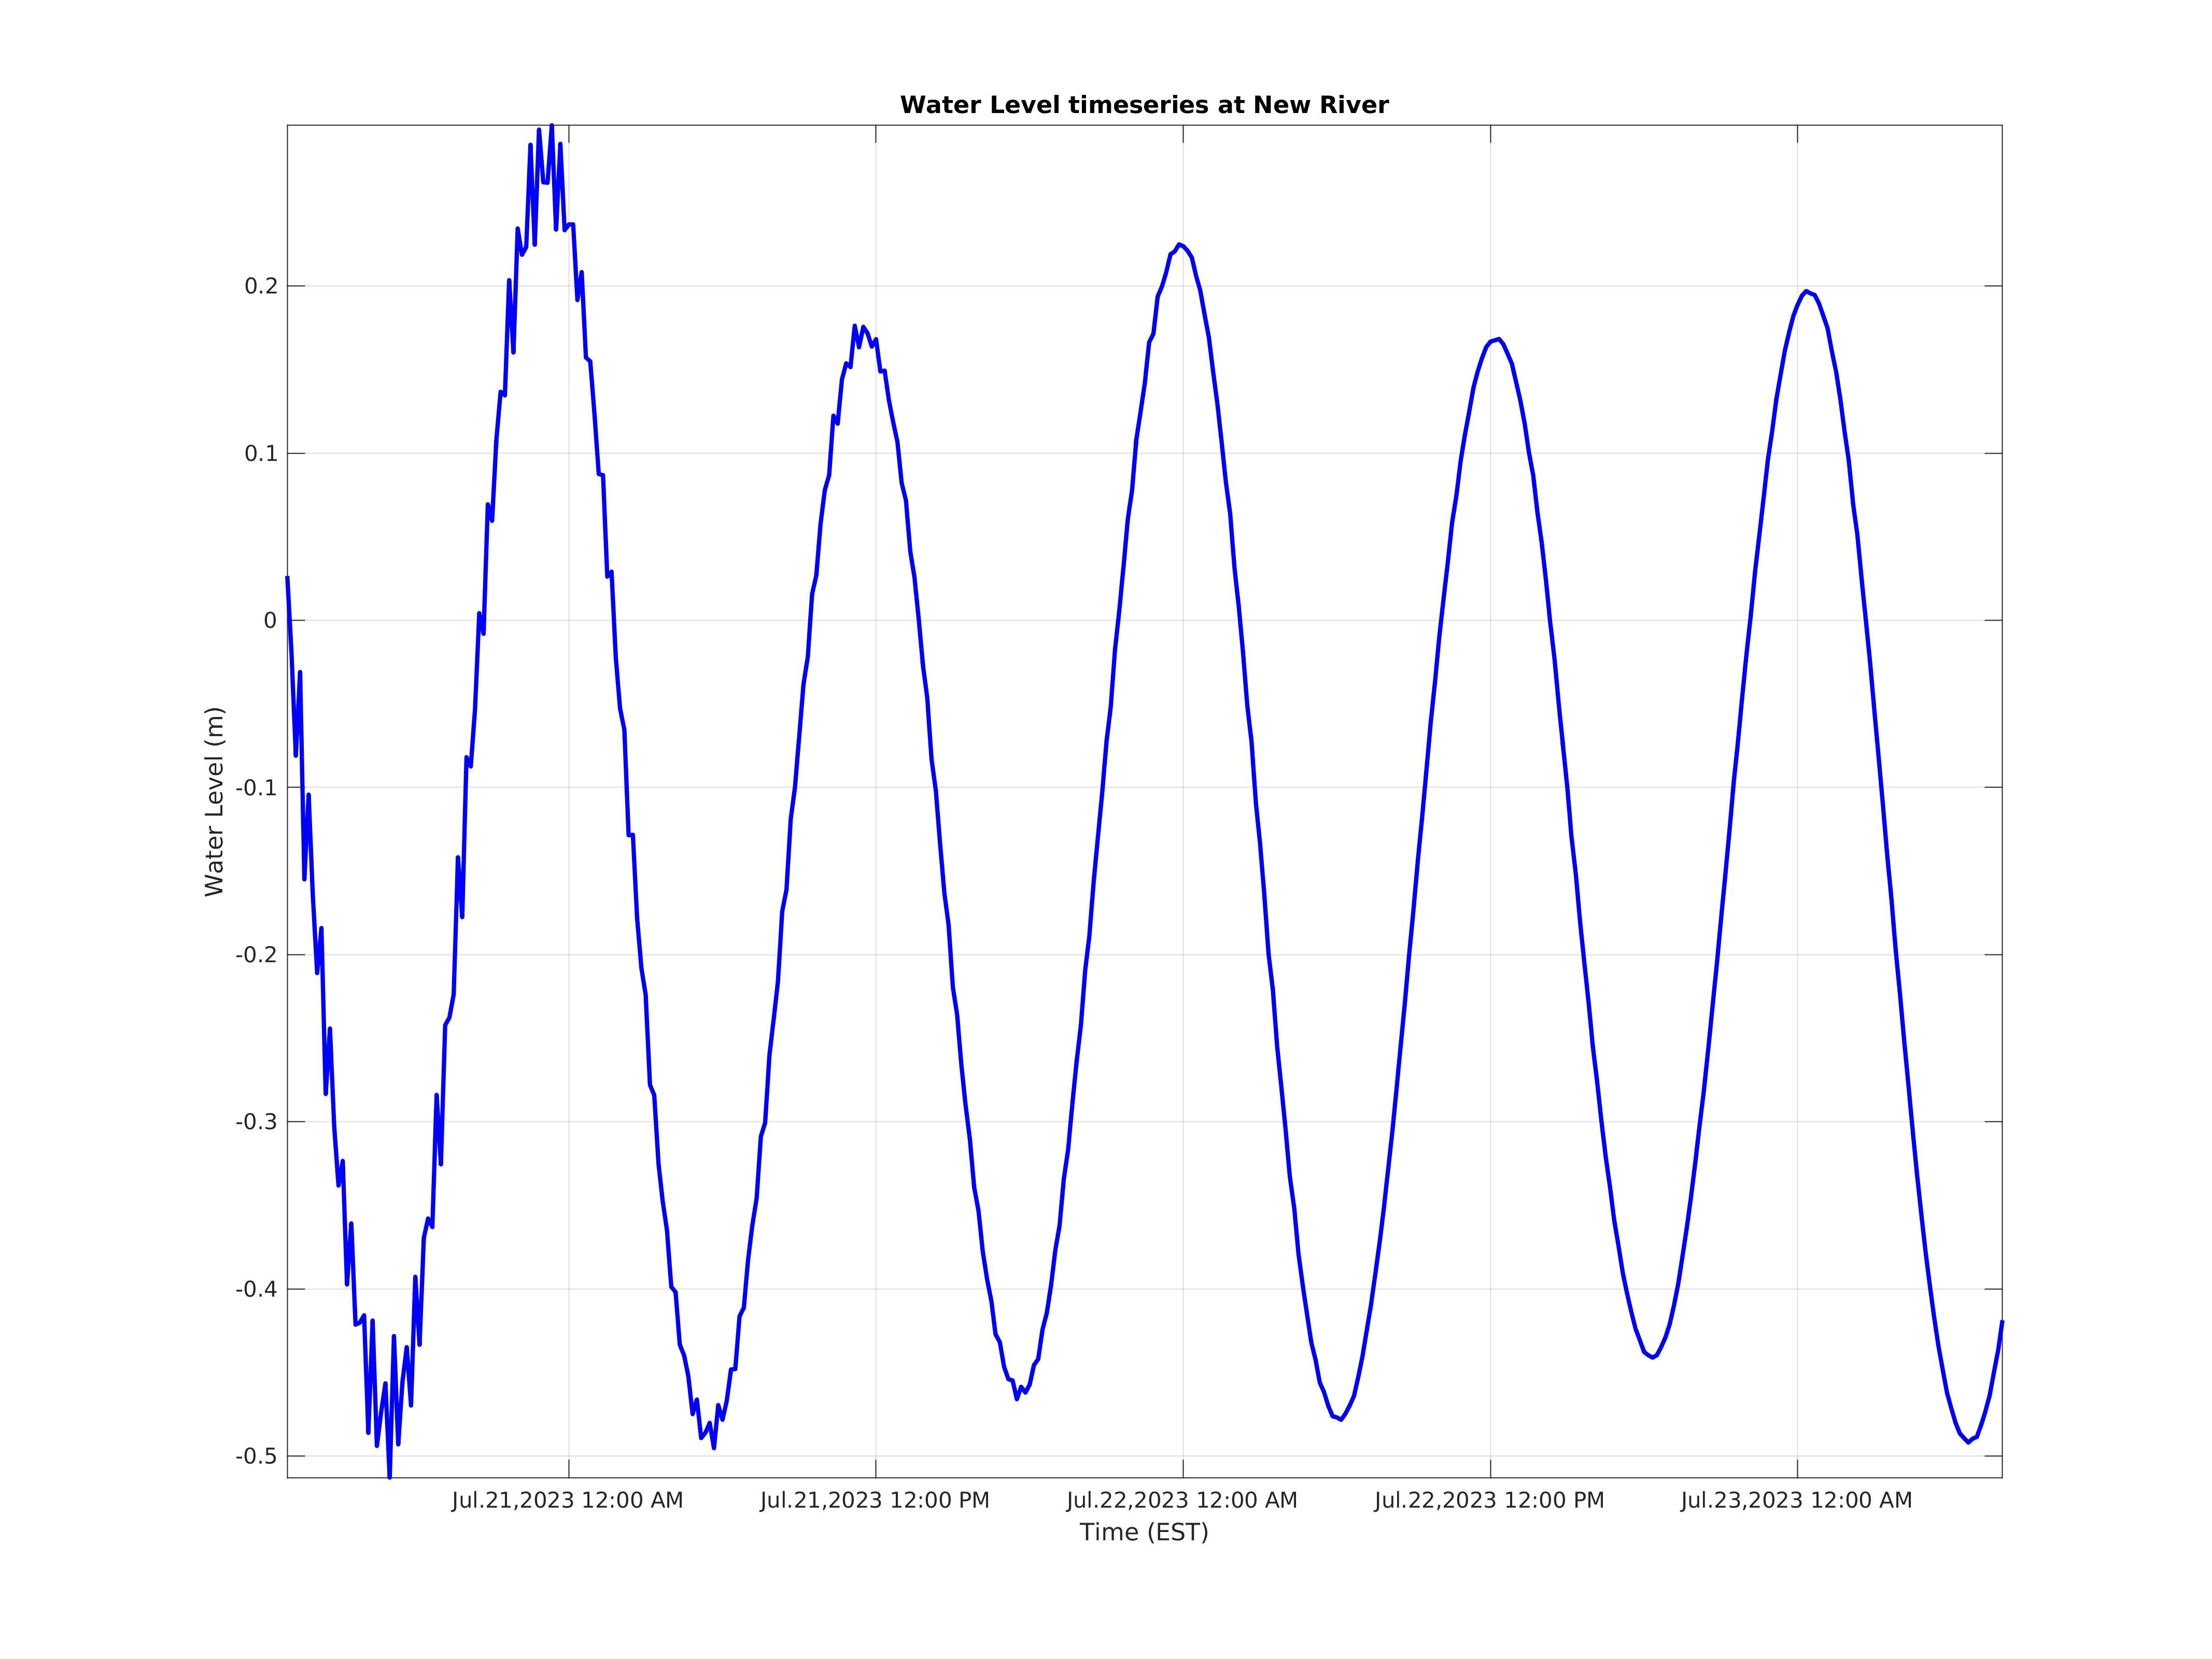 Water Level timeseries at New River
0.2
0.1
0
-0.1
-0.2
-0.3
-0.4
-0.5
Water Level (m)
Jul.21,2023 12:00 AM
Jul.21,2023 12:00 PM
Jul.22,2023 12:00 AM
Jul.22,2023 12:00 PM
Jul.23,2023 12:00 AM
Time (EST)